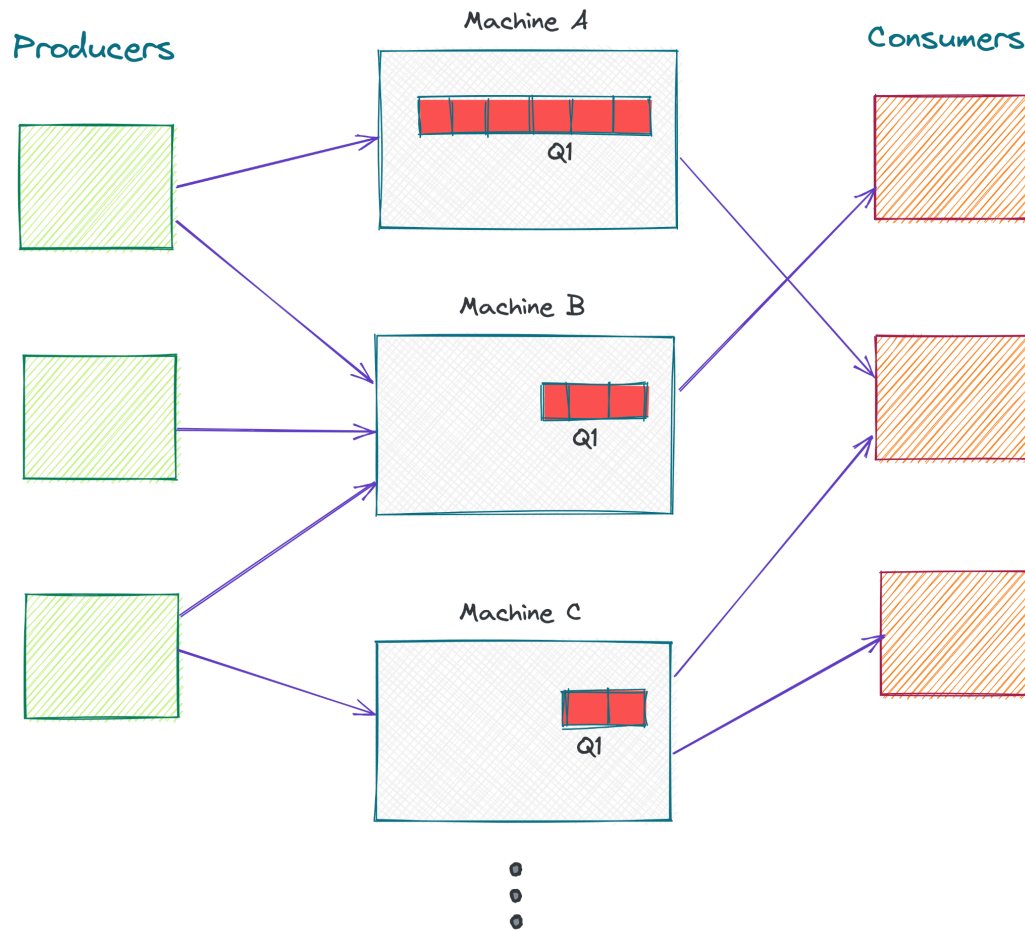 Machine A
Producers
Consumers
Q1
Machine B
Q1
Machine C
Q1